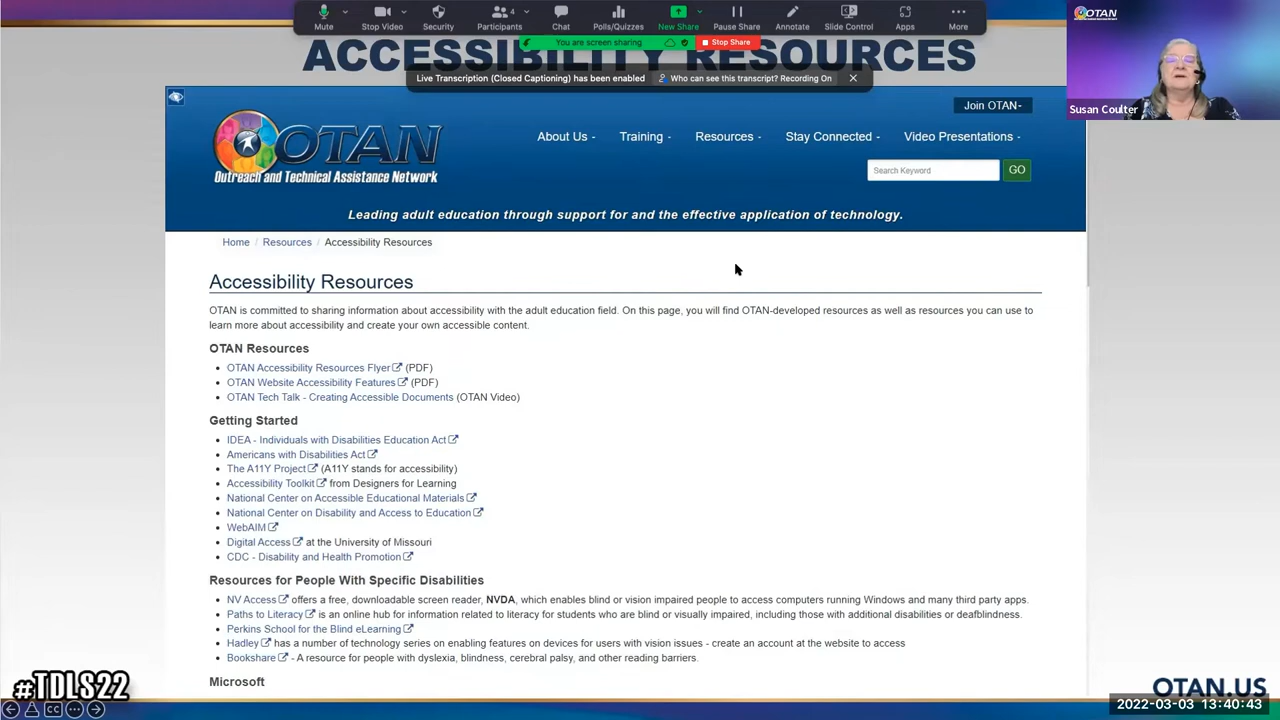 Mute
Stop Video
Security
Participants
4
Chat
Polls/Quizzes
New Share
Pause Share
Annotate
Slide Control
Apps
More
You are screen sharing
Stop Share
ACCESSIBILITY RESOURCES
Live Transcription (Closed Captioning) has been enabled
Who can see this transcript? Recording On
OTAN
Susan Coulter
Join OTAN
OTAN
Outreach and Technical Assistance Network
About Us
Training
Resources
Stay Connected
Video Presentations
Search Keyword
GO
Leading adult education through support for and the effective application of technology.
Home / Resources / Accessibility Resources
Accessibility Resources
OTAN is committed to sharing information about accessibility with the adult education field. On this page, you will find OTAN-developed resources as well as resources you can use to
learn more about accessibility and create your own accessible content.
OTAN Resources
OTAN Accessibility Resources Flyer (PDF)
OTAN Website Accessibility Features (PDF)
OTAN Tech Talk - Creating Accessible Documents (OTAN Video)
Getting Started
IDEA - Individuals with Disabilities Education Act
Americans with Disabilities Act
The A11Y Project (A11Y stands for accessibility)
Accessibility Toolkit from Designers for Learning
National Center on Accessible Educational Materials
National Center on Disability and Access to Education
WebAIM
Digital Access at the University of Missouri
CDC - Disability and Health Promotion
Resources for People With Specific Disabilities
NV Access offers a free, downloadable screen reader, NVDA, which enables blind or vision impaired people to access computers running Windows and many third party apps.
Paths to Literacy is an online hub for information related to literacy for students who are blind or visually impaired, including those with additional disabilities or deafblindness.
Perkins School for the Blind eLearning
Hadley has a number of technology series on enabling features on devices for users with vision issues - create an account at the website to access
Bookshare - A resource for people with dyslexia, blindness, cerebral palsy, and other reading barriers.
Microsoft
#TDLS22
OTAN.US
CC
2022-03-03 13:40:43